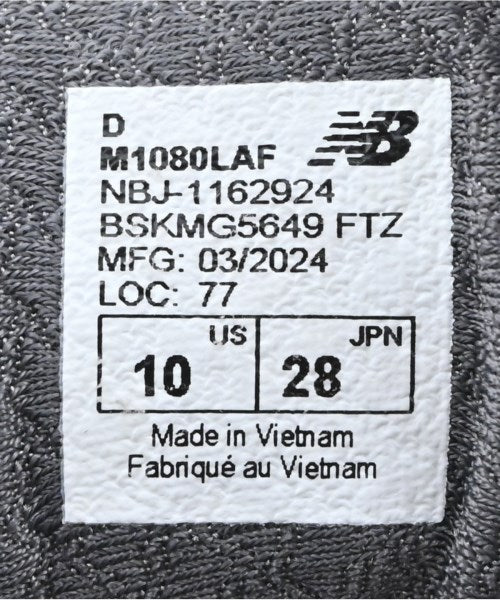 D
M1080LAF
NB
NBJ-1162924
BSKMG5649 FTZ
MFG: 03/2024
LOC: 77
US JPN
10 28
Made in Vietnam
Fabriqué au Vietnam